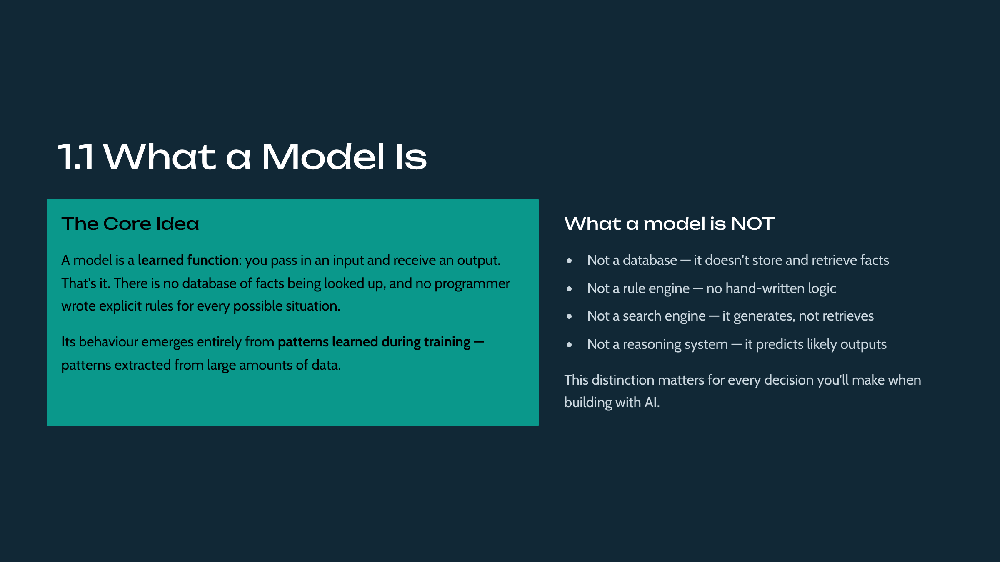 1.1 What a Model Is
The Core Idea
A model is a learned function: you pass in an input and receive an output.
That's it. There is no database of facts being looked up, and no programmer
wrote explicit rules for every possible situation.
Its behaviour emerges entirely from patterns learned during training —
patterns extracted from large amounts of data.
What a model is NOT
• Not a database — it doesn't store and retrieve facts
• Not a rule engine — no hand-written logic
• Not a search engine — it generates, not retrieves
• Not a reasoning system — it predicts likely outputs
This distinction matters for every decision you'll make when
building with AI.